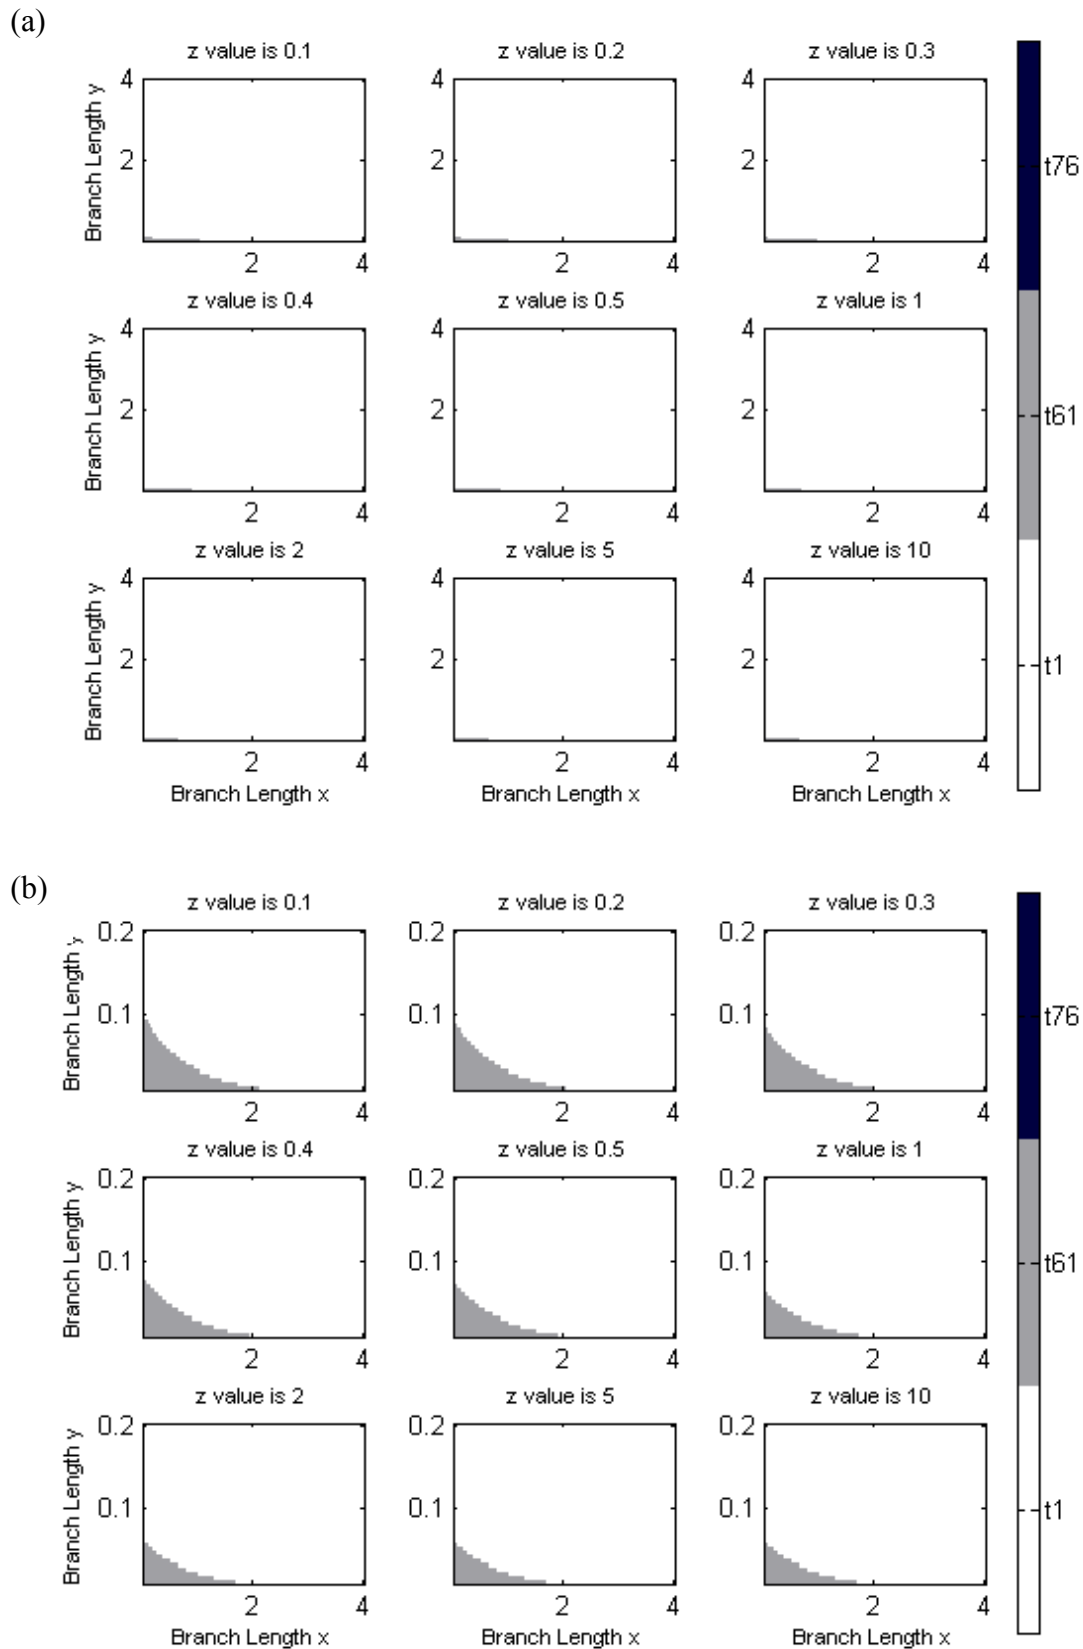 (a)
z value is 0.1
z value is 0.2
z value is 0.3
Branch Length y
4
2
2
4
4
2
2
4
4
2
2
4
z value is 0.4
z value is 0.5
z value is 1
Branch Length y
4
2
2
4
4
2
2
4
4
2
2
4
z value is 2
z value is 5
z value is 10
Branch Length y
4
2
2
4
4
2
2
4
4
2
2
4
Branch Length x
Branch Length x
Branch Length x
t76
t61
t1
(b)
z value is 0.1
z value is 0.2
z value is 0.3
Branch Length y
0.2
0.1
2
4
0.2
0.1
2
4
0.2
0.1
2
4
z value is 0.4
z value is 0.5
z value is 1
Branch Length y
0.2
0.1
2
4
0.2
0.1
2
4
0.2
0.1
2
4
z value is 2
z value is 5
z value is 10
Branch Length y
0.2
0.1
2
4
0.2
0.1
2
4
0.2
0.1
2
4
Branch Length x
Branch Length x
Branch Length x
t76
t61
t1